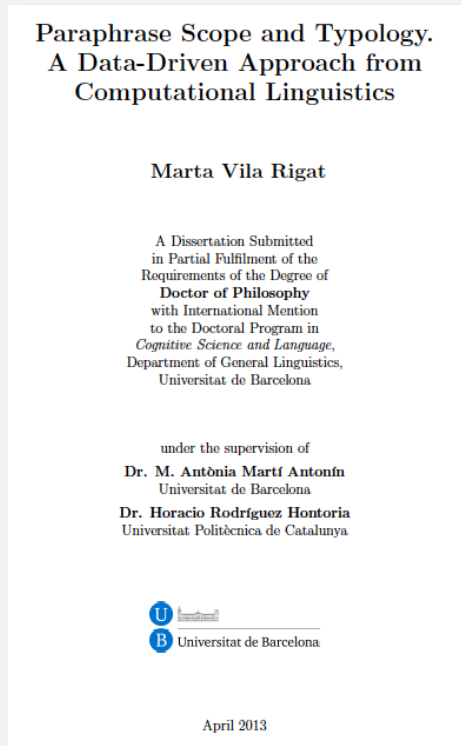 Paraphrase Scope and Typology.
A Data-Driven Approach from
Computational Linguistics
Marta Vila Rigat
A Dissertation Submitted
in Partial Fulfilment of the
Requirements of the Degree of
Doctor of Philosophy
with International Mention
to the Doctoral Program in
Cognitive Science and Language,
Department of General Linguistics,
Universitat de Barcelona
under the supervision of
Dr. M. Antònia Martí Antonín
Universitat de Barcelona
Dr. Horacio Rodríguez Hontoria
Universitat Politècnica de Catalunya
U
B Universitat de Barcelona
April 2013